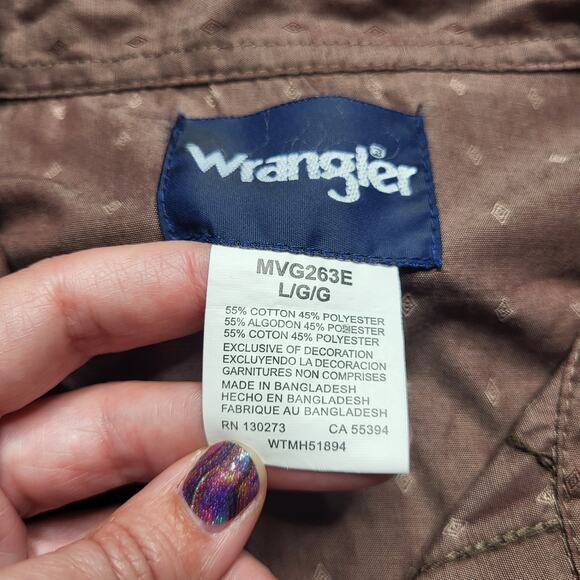 Wrangler
MVG263E
L/G/G
55% COTTON 45% POLYESTER
55% ALGODON 45% POLIESTER
55% COTON 45% POLYESTER
EXCLUSIVE OF DECORATION
EXCLUYENDO LA DECORACION
GARNITURES NON COMPRISES
MADE IN BANGLADESH
HECHO EN BANGLADESH
FABRIQUE AU BANGLADESH
RN 130273 CA 55394
WTMH51894